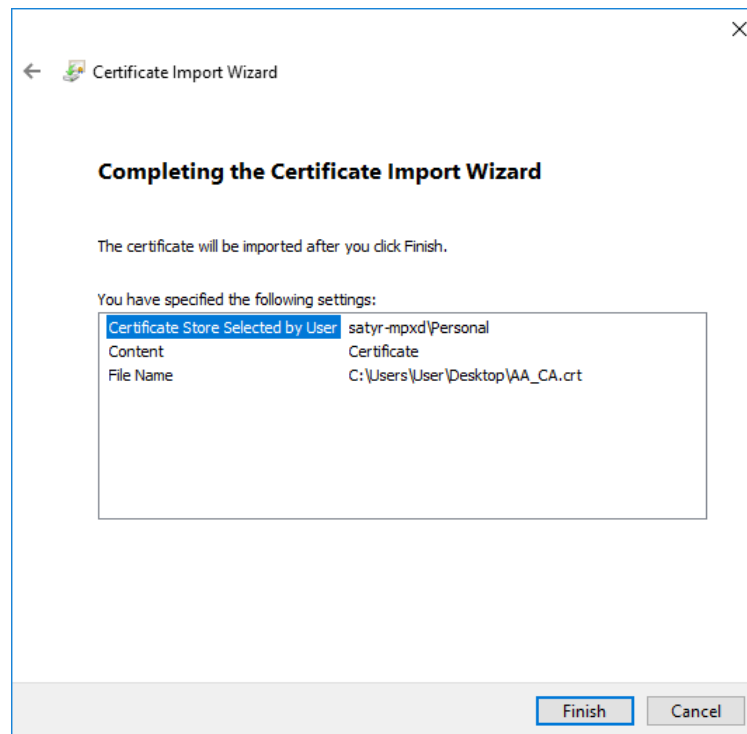 Certificate Import Wizard
Completing the Certificate Import Wizard
The certificate will be imported after you click Finish.
You have specified the following settings:
Certificate Store Selected by User satyr-mpxd\Personal
Content Certificate
File Name C:\Users\User\Desktop\AA_CA.crt
Finish Cancel